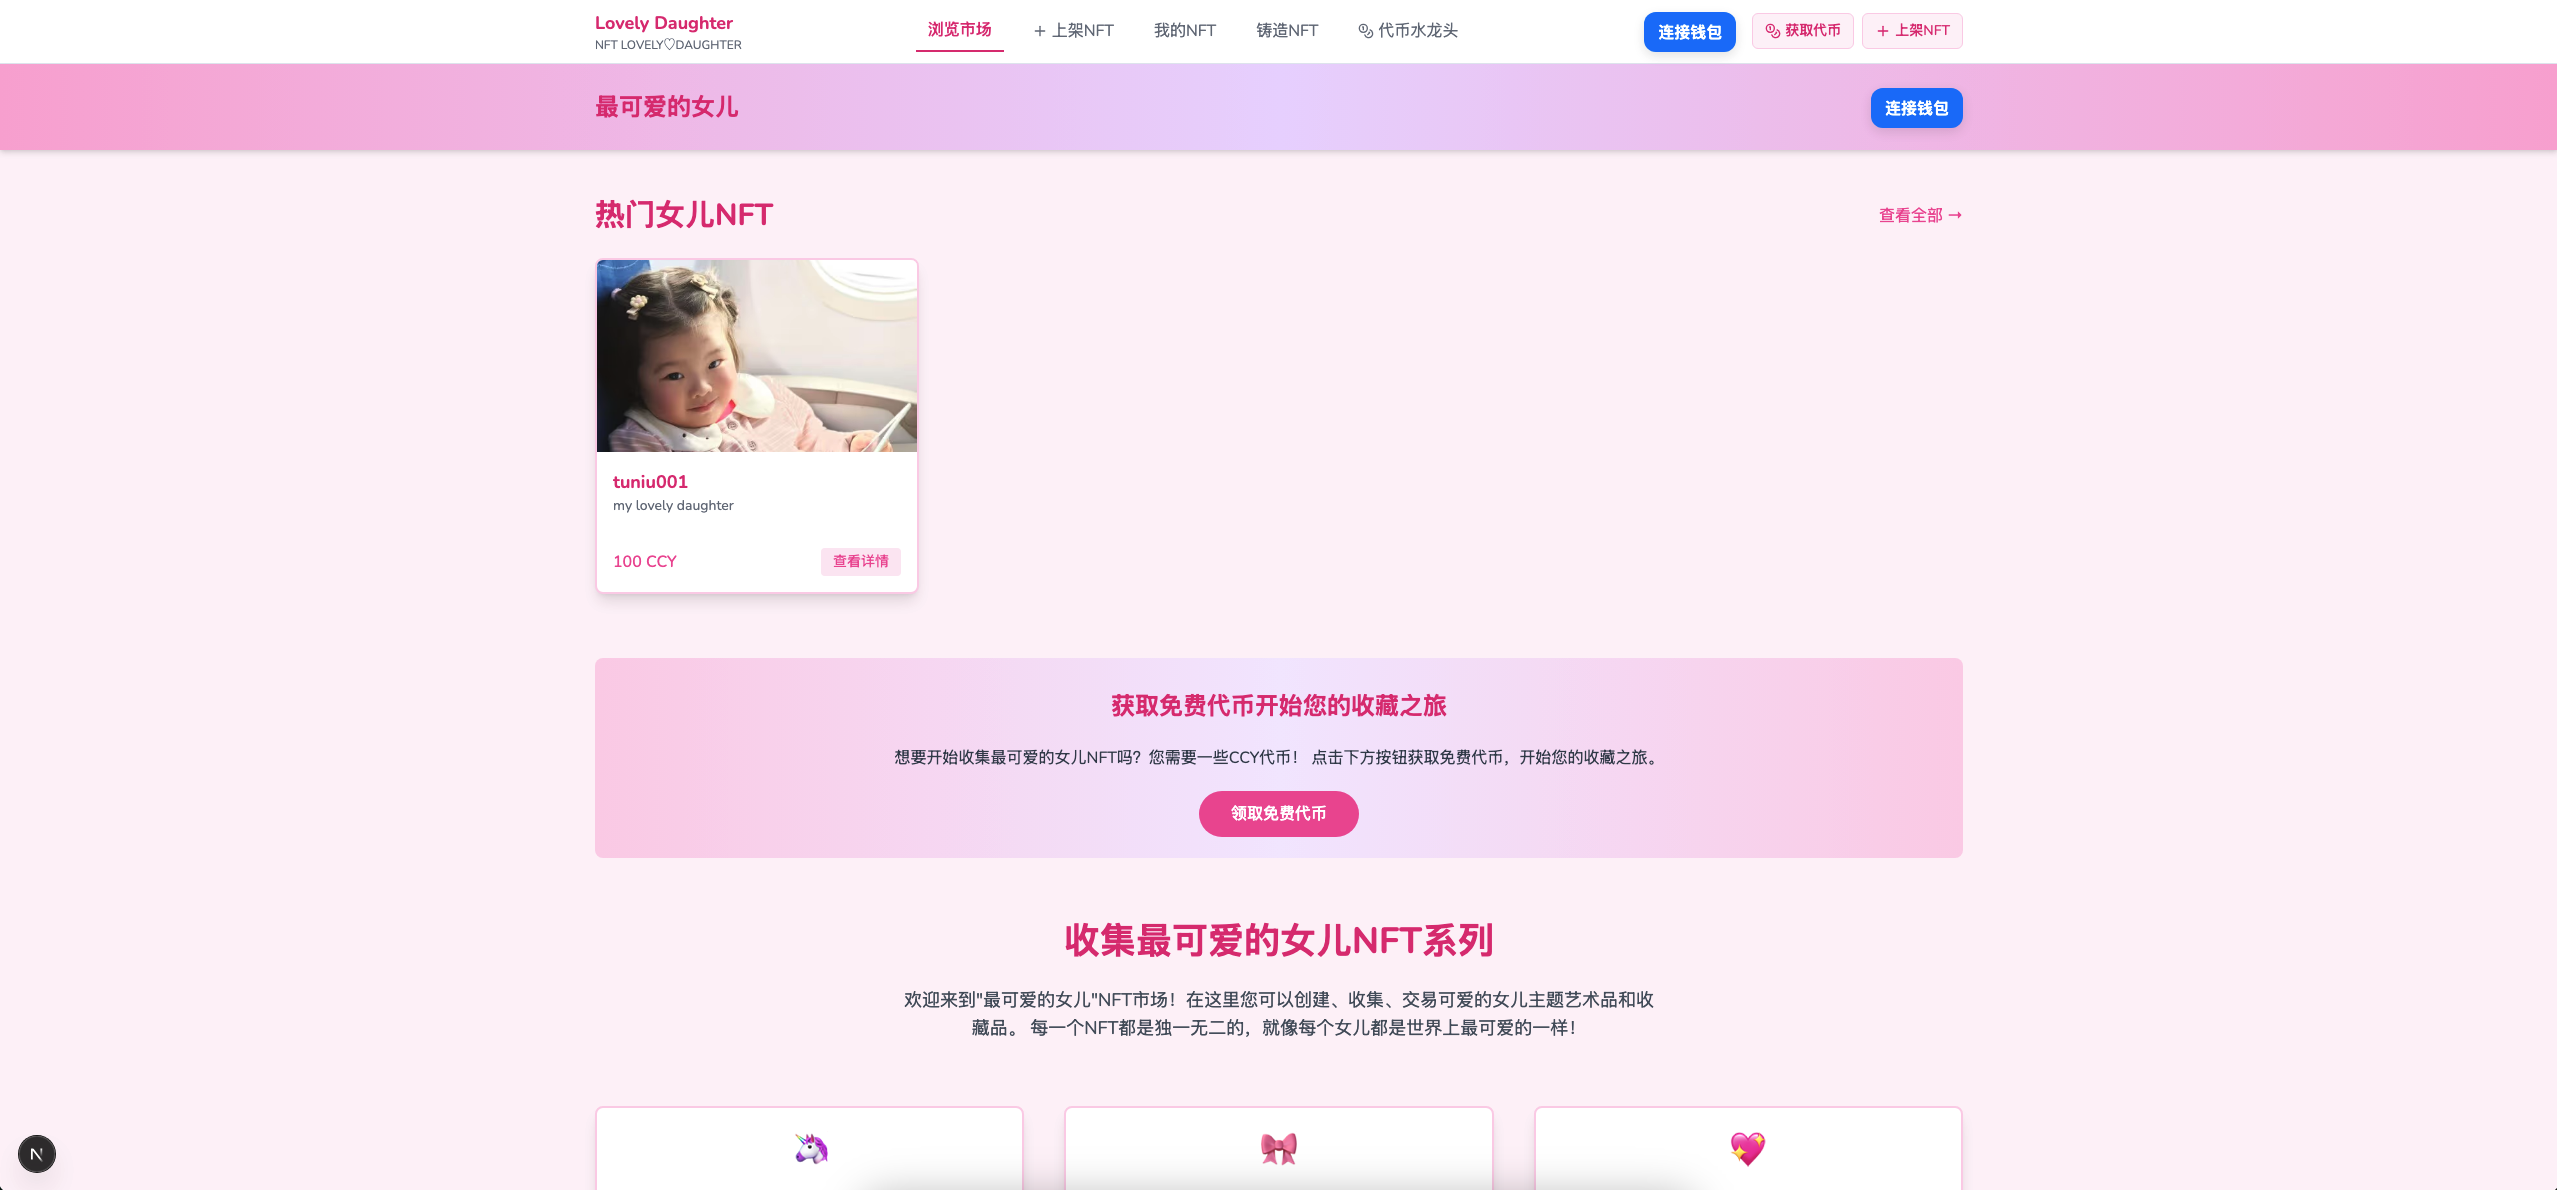 Lovely Daughter
NFT LOVELY♡DAUGHTER
浏览市场
+ 上架NFT
我的NFT
铸造NFT
代币水龙头
连接钱包
获取代币
+ 上架NFT
最可爱的女儿
连接钱包
热门女儿NFT
查看全部 →
tuniu001
my lovely daughter
100 CCY
查看详情
获取免费代币开始您的收藏之旅
想要开始收集最可爱的女儿NFT吗？您需要一些CCY代币！ 点击下方按钮获取免费代币，开始您的收藏之旅。
领取免费代币
收集最可爱的女儿NFT系列
欢迎来到"最可爱的女儿"NFT市场！在这里您可以创建、收集、交易可爱的女儿主题艺术品和收
藏品。 每一个NFT都是独一无二的，就像每个女儿都是世界上最可爱的一样！
N